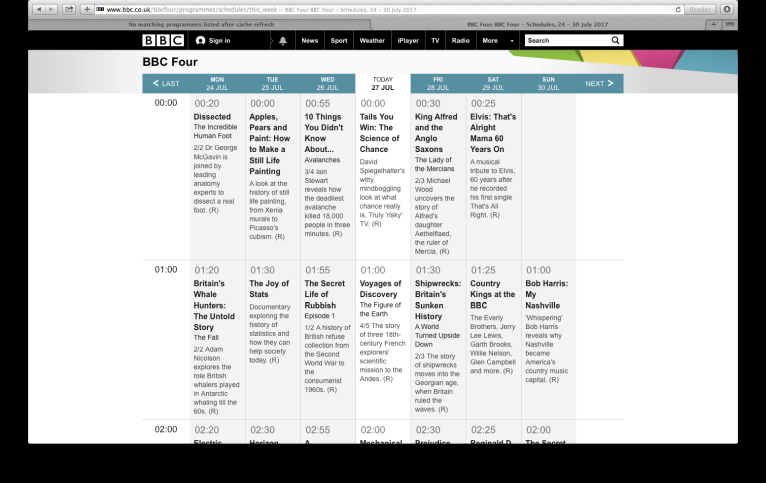 www.bbc.co.uk/bbcfour/programmes/schedules/this_week — BBC Four BBC Four – Schedules, 24 – 30 July 2017
Reader
No matching programmes listed after cache refresh
BBC Four BBC Four – Schedules, 24 – 30 July 2017
BBC
Sign in
News
Sport
Weather
iPlayer
TV
Radio
More
Search
BBC Four
< LAST
MON
24 JUL
TUE
25 JUL
WED
26 JUL
TODAY
27 JUL
FRI
28 JUL
SAT
29 JUL
SUN
30 JUL
NEXT >
00:00
00:20
Dissected
The Incredible
Human Foot
2/2 Dr George
McGavin is
joined by
leading
anatomy
experts to
dissect a real
foot. (R)
00:00
Apples,
Pears and
Paint: How
to Make a
Still Life
Painting
A look at the
history of still
life painting,
from Xenia
murals to
Picasso's
cubism. (R)
00:55
10 Things
You Didn't
Know
About...
Avalanches
3/4 Iain
Stewart
reveals how
the deadliest
avalanche
killed 18,000
people in three
minutes. (R)
00:00
Tails You
Win: The
Science of
Chance
David
Spiegelhalter's
witty,
mindboggling
look at what
chance really
is. Truly 'risky'
TV. (R)
00:30
King Alfred
and the
Anglo
Saxons
The Lady of
the Mercians
2/3 Michael
Wood
uncovers the
story of
Alfred's
daughter
Aethelflaed,
the ruler of
Mercia. (R)
00:25
Elvis: That's
Alright
Mama 60
Years On
A musical
tribute to Elvis,
60 years after
he recorded
his first single
That's All
Right. (R)
01:00
01:20
Britain's
Whale
Hunters:
The Untold
Story
The Fall
2/2 Adam
Nicolson
explores the
role British
whalers played
in Antarctic
whaling till the
60s. (R)
01:30
The Joy of
Stats
Documentary
exploring the
history of
statistics and
how they can
help society
today. (R)
01:55
The Secret
Life of
Rubbish
Episode 1
1/2 A history of
British refuse
collection from
the Second
World War to
the
consumerist
1960s. (R)
01:00
Voyages of
Discovery
The Figure of
the Earth
4/5 The story
of three 18th-
century French
explorers'
scientific
mission to the
Andes. (R)
01:30
Shipwrecks:
Britain's
Sunken
History
A World
Turned Upside
Down
2/3 The story
of shipwrecks
moves into the
Georgian age,
when Britain
ruled the
waves. (R)
01:25
Country
Kings at the
BBC
The Everly
Brothers, Jerry
Lee Lewis,
Garth Brooks,
Willie Nelson,
Glen Campbell
and more. (R)
01:00
Bob Harris:
My
Nashville
'Whispering'
Bob Harris
reveals why
Nashville
became
America's
country music
capital. (R)
02:00
02:20
Electric
02:30
Horizon
02:55
A
02:00
Mechanical
02:30
Prejudice
02:25
Reginald D
02:00
The Secret